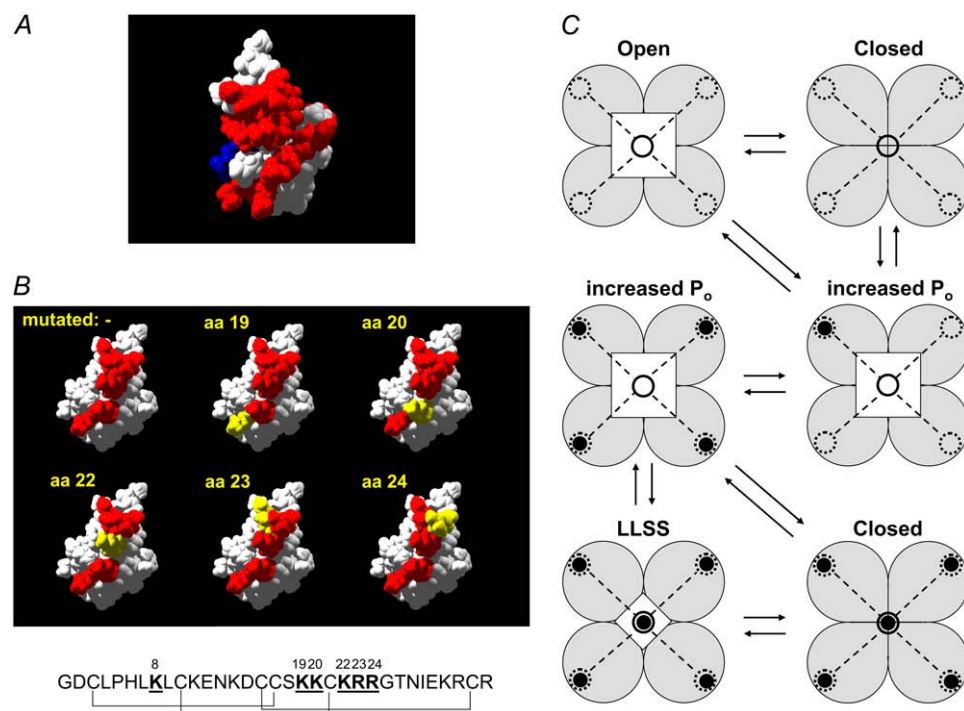 A
B
mutated: -
aa 19
aa 20
aa 22
aa 23
aa 24
8
19 20
22 23 24
GDCLPHLKLCKENKDCCSKKCKRRGTNIEKRCR
C
Open
Closed
increased Po
increased Po
LLSS
Closed